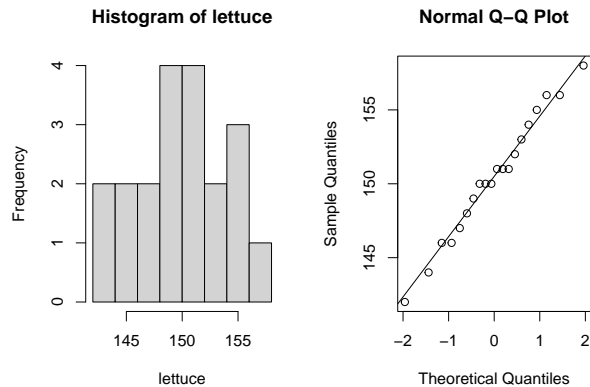 Histogram of lettuce
Frequency
0
1
2
3
4
145
150
155
lettuce
Normal Q−Q Plot
Sample Quantiles
145
150
155
−2
−1
0
1
2
Theoretical Quantiles